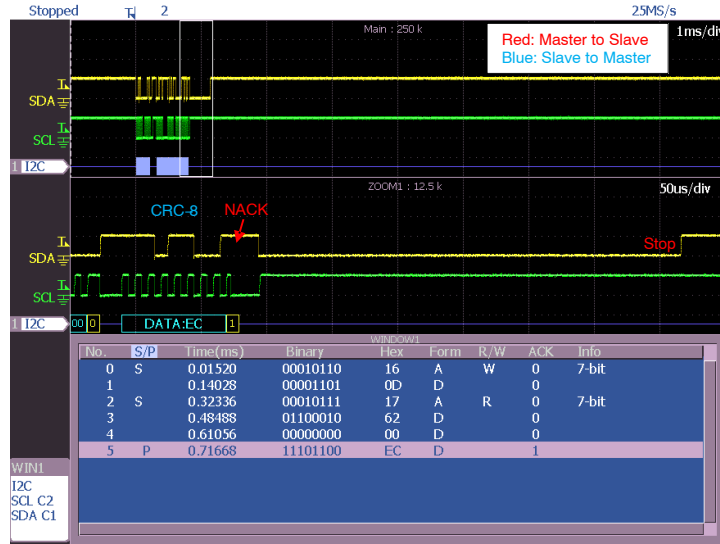 Stopped T 2 25MS/s
Main : 250 k 1ms/div
Red: Master to Slave
Blue: Slave to Master
T
SDA
T
SCL
1 I2C
ZOOM1 : 12.5 k 50us/div
CRC-8 NACK
T
SDA Stop
T
SCL
1 I2C 00 0 DATA:EC 1
WINDOW1
No. S/P Time(ms) Binary Hex Form R/W ACK Info
0 S 0.01520 00010110 16 A W 0 7-bit
1 0.14028 00001101 0D D 0
2 S 0.32336 00010111 17 A R 0 7-bit
3 0.48488 01100010 62 D 0
4 0.61056 00000000 00 D 0
5 P 0.71668 11101100 EC D 1
WIN1
I2C
SCL C2
SDA C1